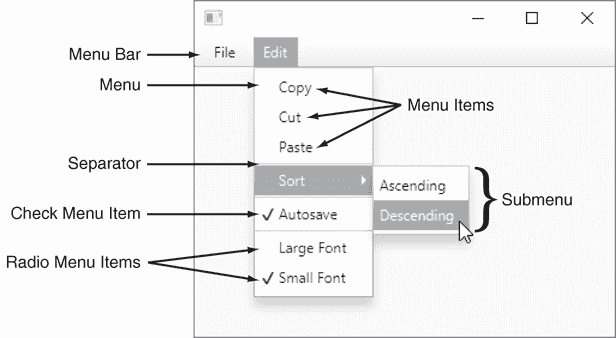 Menu Bar
File Edit
Menu
Copy
Cut
Paste
Menu Items
Separator
Sort
Ascending
Descending
Submenu
Check Menu Item
✓ Autosave
Radio Menu Items
Large Font
✓ Small Font